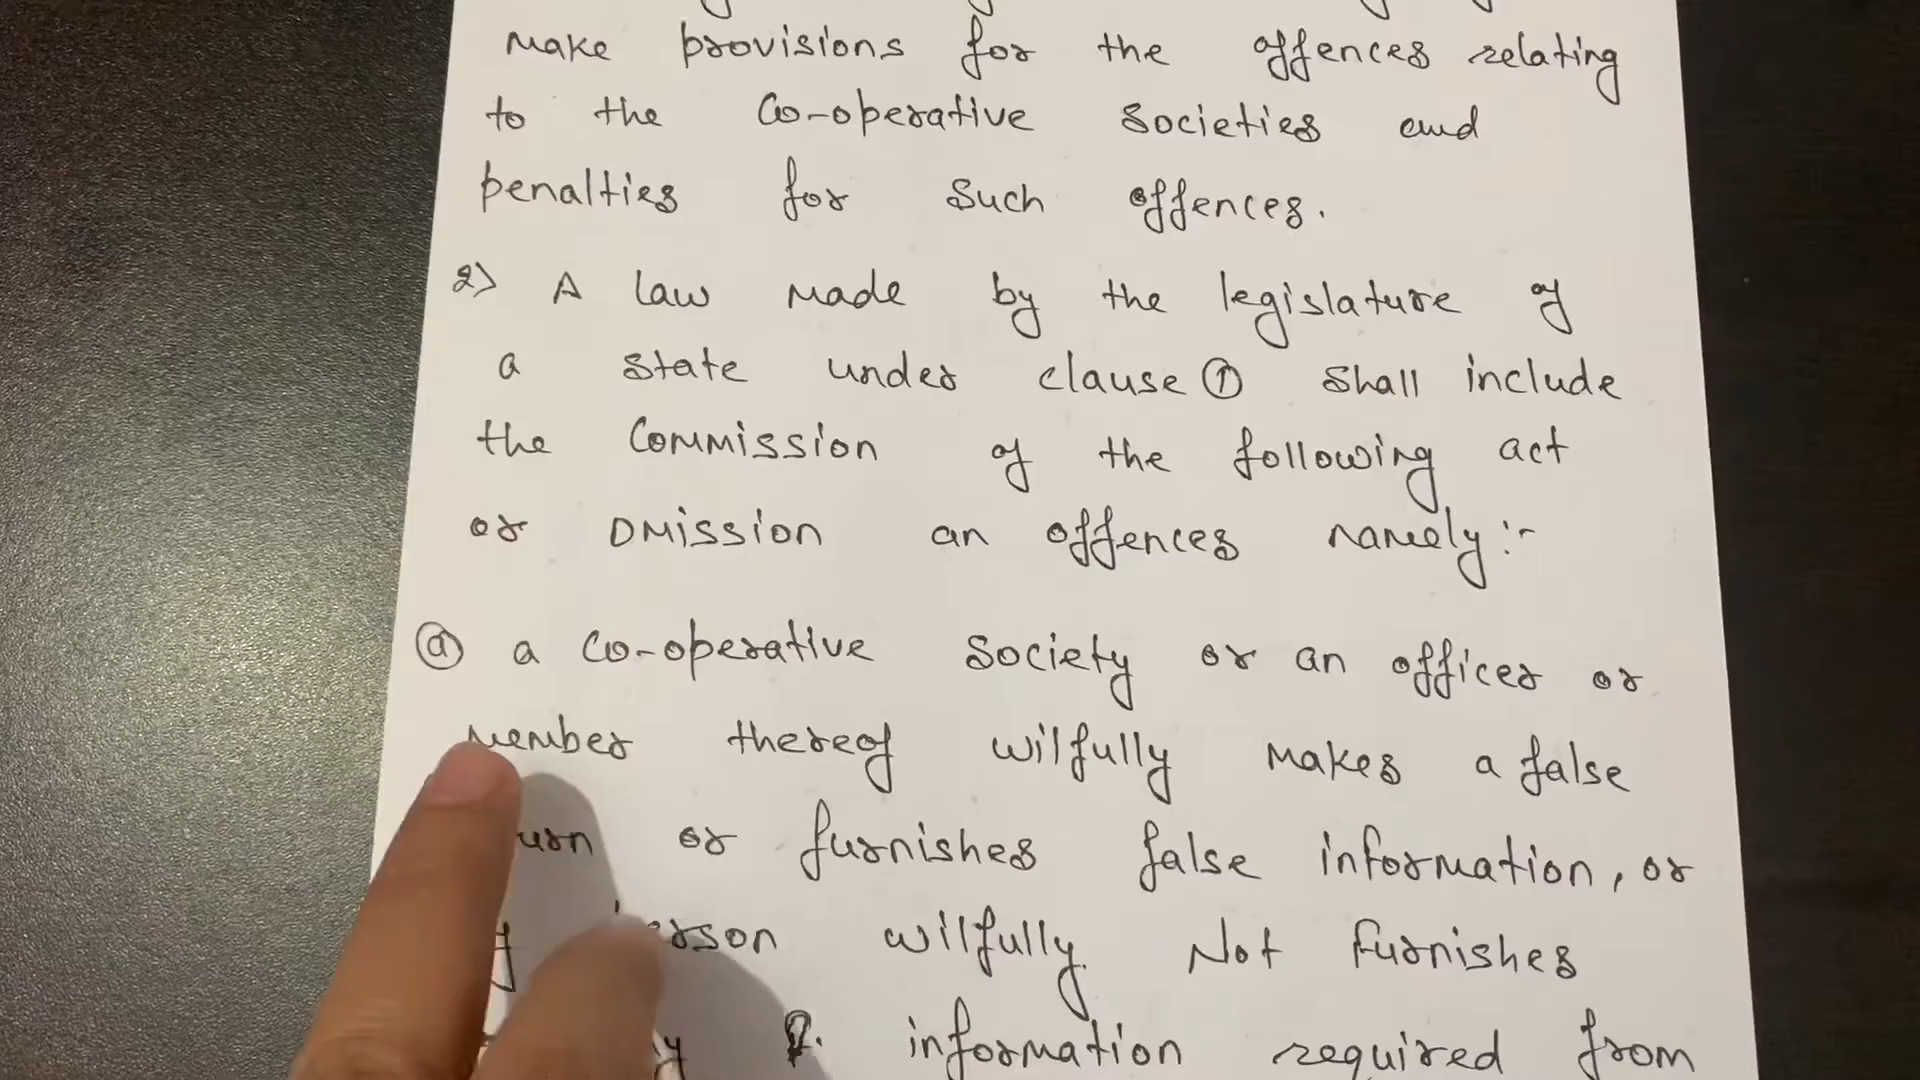 make provisions for the offences relating
to the Co-operative Societies and
penalties for such offences.
2) A law made by the legislature of
a state under clause ① shall include
the Commission of the following act
or omission an offences namely:-
ⓐ a co-operative society or an officer or
member thereof wilfully makes a false
or furnishes false information, or
wilfully Not furnishes
information required from